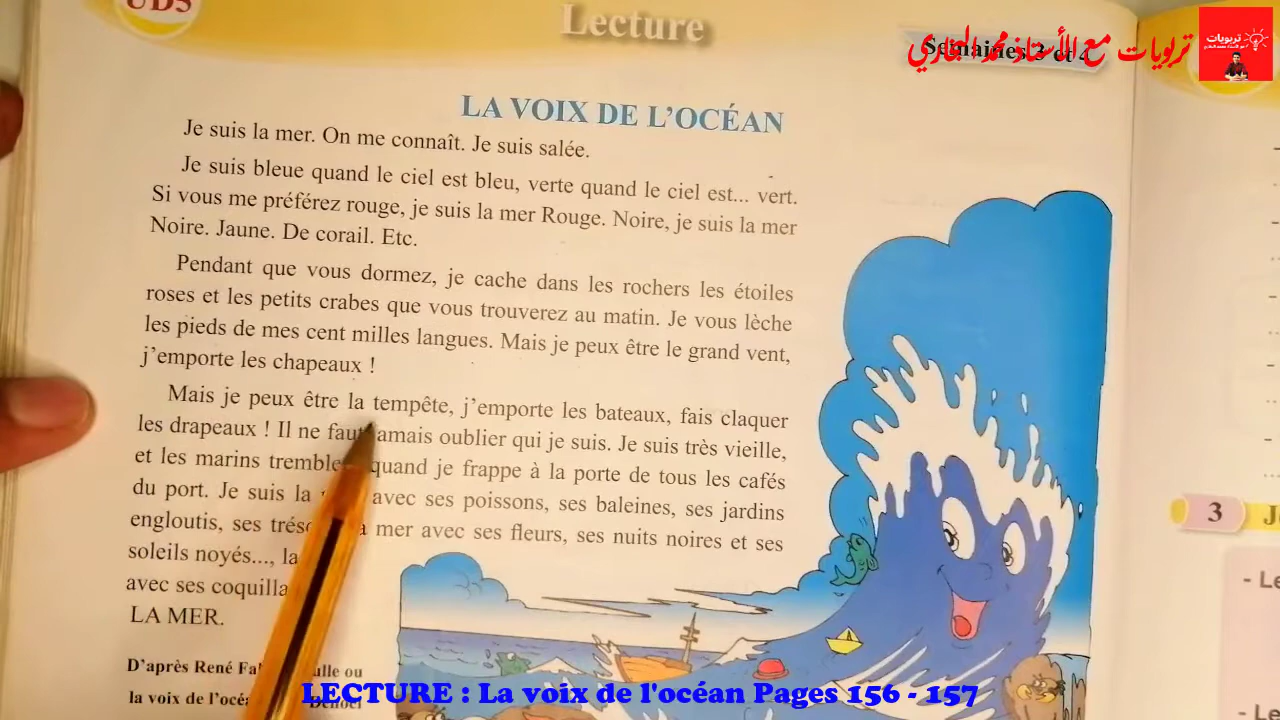 UD5
Lecture
Semaines 3 et 4
تربويات مع الأستاذ محمد البخاري
تربويات
LA VOIX DE L'OCÉAN
Je suis la mer. On me connaît. Je suis salée.
Je suis bleue quand le ciel est bleu, verte quand le ciel est... vert.
Si vous me préférez rouge, je suis la mer Rouge. Noire, je suis la mer
Noire. Jaune. De corail. Etc.
Pendant que vous dormez, je cache dans les rochers les étoiles
roses et les petits crabes que vous trouverez au matin. Je vous lèche
les pieds de mes cent milles langues. Mais je peux être le grand vent,
j'emporte les chapeaux !
Mais je peux être la tempête, j'emporte les bateaux, fais claquer
les drapeaux ! Il ne faut jamais oublier qui je suis. Je suis très vieille,
et les marins tremblent quand je frappe à la porte de tous les cafés
du port. Je suis la avec ses poissons, ses baleines, ses jardins
engloutis, ses mer avec ses fleurs, ses nuits noires et ses
soleils noyés..., la
avec ses
LA MER.
D'après René ou
la voix de Denoël
3
- Le
- Le
LECTURE : La voix de l'océan Pages 156 - 157